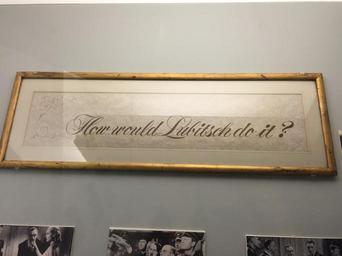 How would Lubitsch do it?